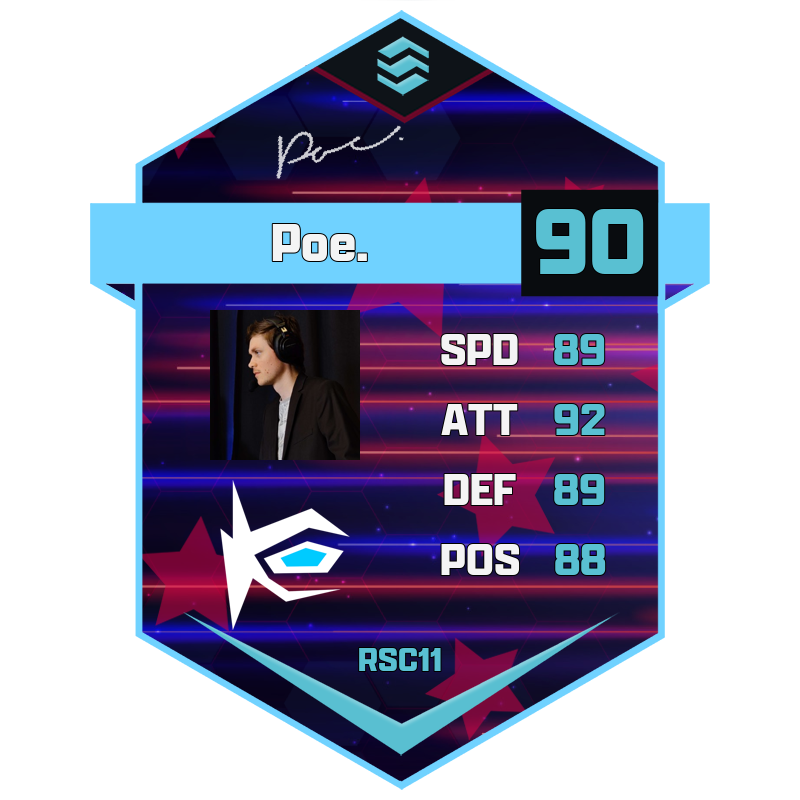 Poe.
Poe. 90
SPD 89
ATT 92
DEF 89
POS 88
RSC11